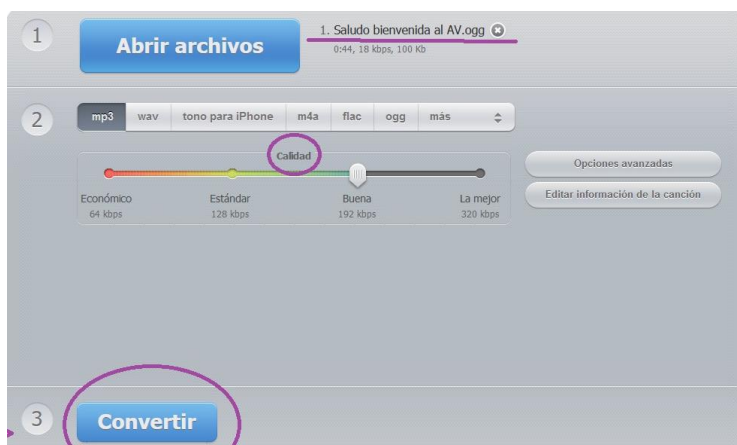 1
Abrir archivos
1. Saludo bienvenida al AV.ogg
0:44, 18 kbps, 100 Kb
2
mp3 wav tono para iPhone m4a flac ogg más
Calidad
Económico Estándar Buena La mejor
64 kbps 128 kbps 192 kbps 320 kbps
Opciones avanzadas
Editar información de la canción
3
Convertir